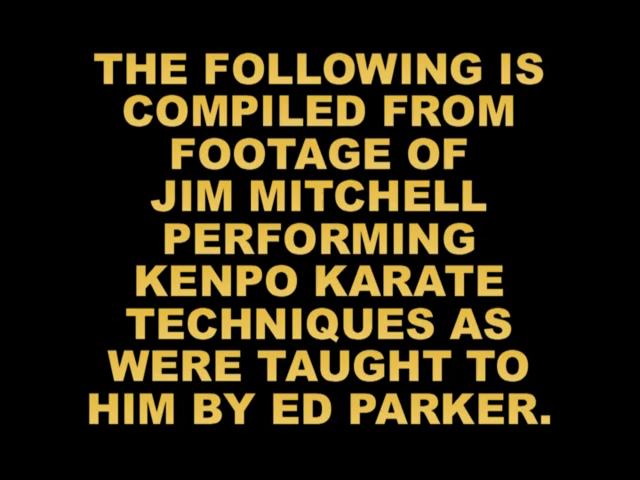 THE FOLLOWING IS
COMPILED FROM
FOOTAGE OF
JIM MITCHELL
PERFORMING
KENPO KARATE
TECHNIQUES AS
WERE TAUGHT TO
HIM BY ED PARKER.